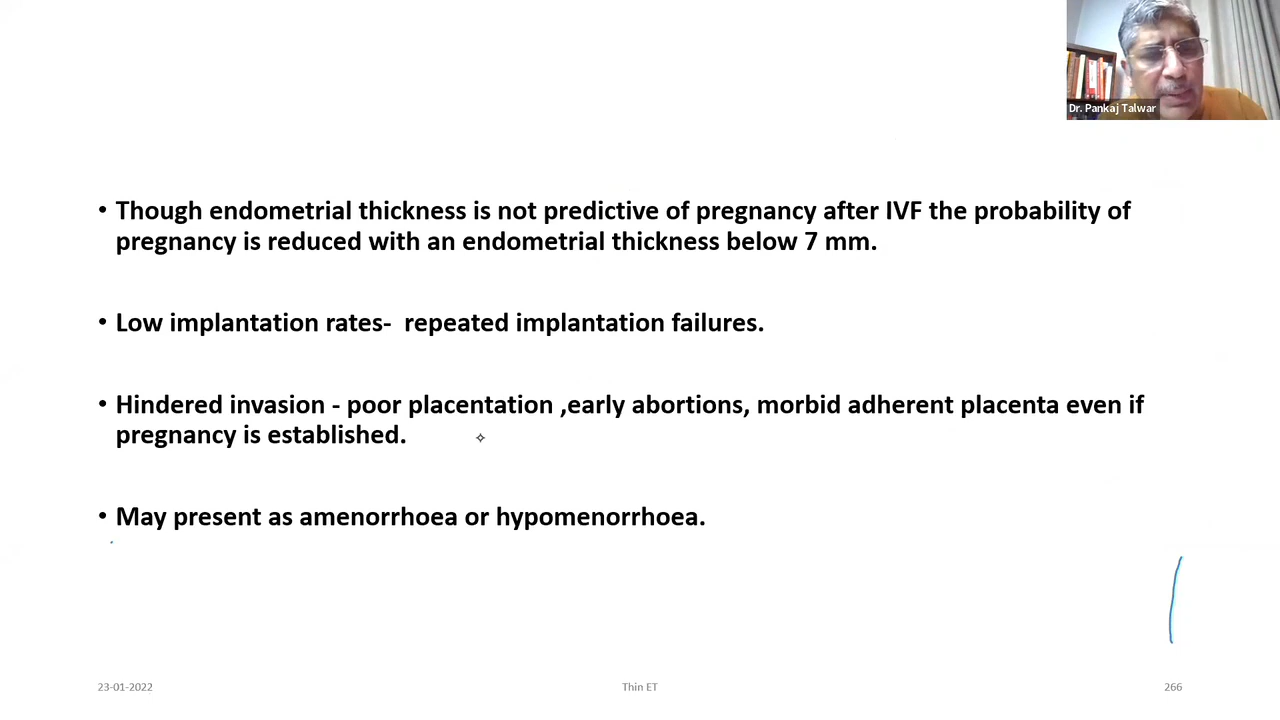 Dr. Pankaj Talwar
• Though endometrial thickness is not predictive of pregnancy after IVF the probability of
pregnancy is reduced with an endometrial thickness below 7 mm.
• Low implantation rates-  repeated implantation failures.
• Hindered invasion - poor placentation ,early abortions, morbid adherent placenta even if
pregnancy is established.
• May present as amenorrhoea or hypomenorrhoea.
23-01-2022
Thin ET
266